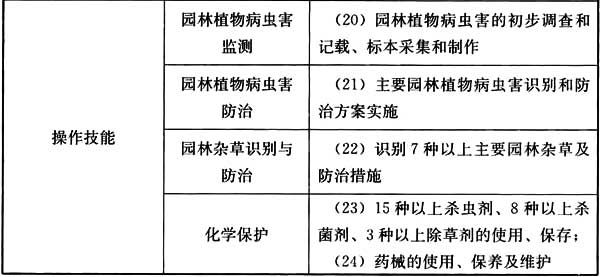 操作技能
园林植物病虫害
监测
（20）园林植物病虫害的初步调查和
记载、标本采集和制作
园林植物病虫害
防治
（21）主要园林植物病虫害识别和防
治方案实施
园林杂草识别与
防治
（22）识别7种以上主要园林杂草及
防治措施
化学保护
（23）15种以上杀虫剂、8种以上杀
菌剂、3种以上除草剂的使用、保存；
（24）药械的使用、保养及维护